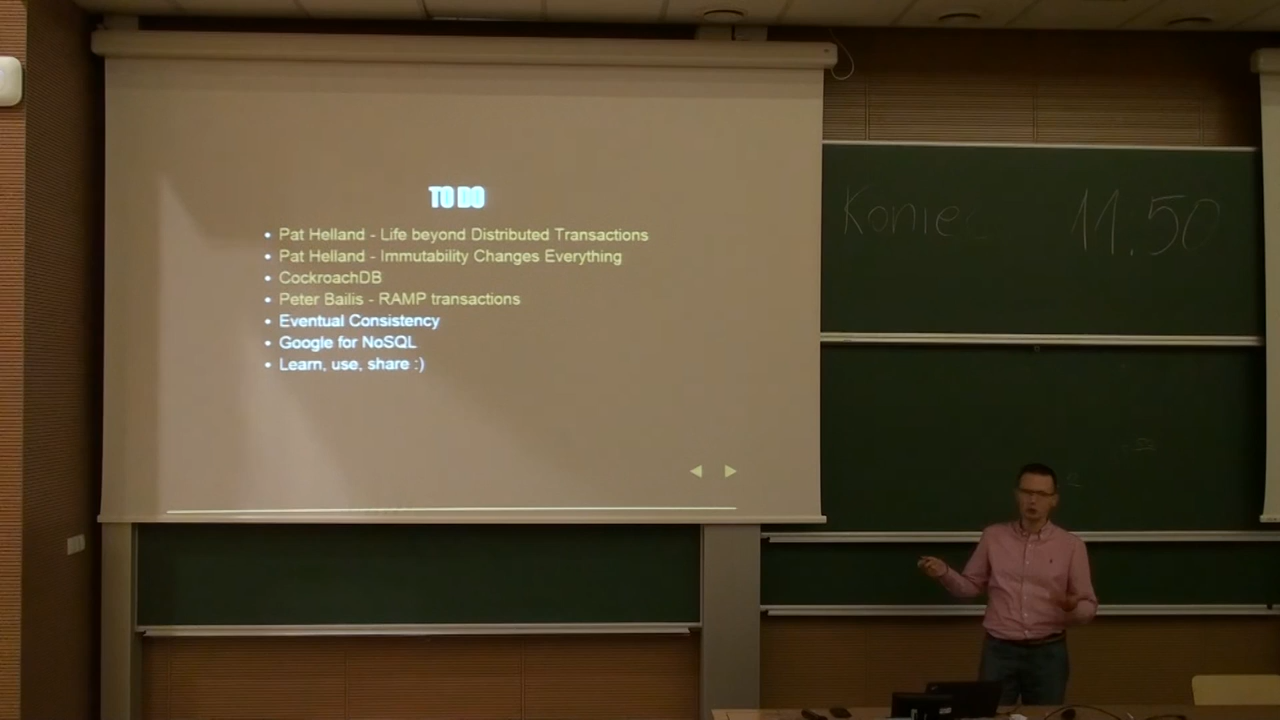 TO DO
• Pat Helland - Life beyond Distributed Transactions
• Pat Helland - Immutability Changes Everything
• CockroachDB
• Peter Bailis - RAMP transactions
• Eventual Consistency
• Google for NoSQL
• Learn, use, share :)
11.50